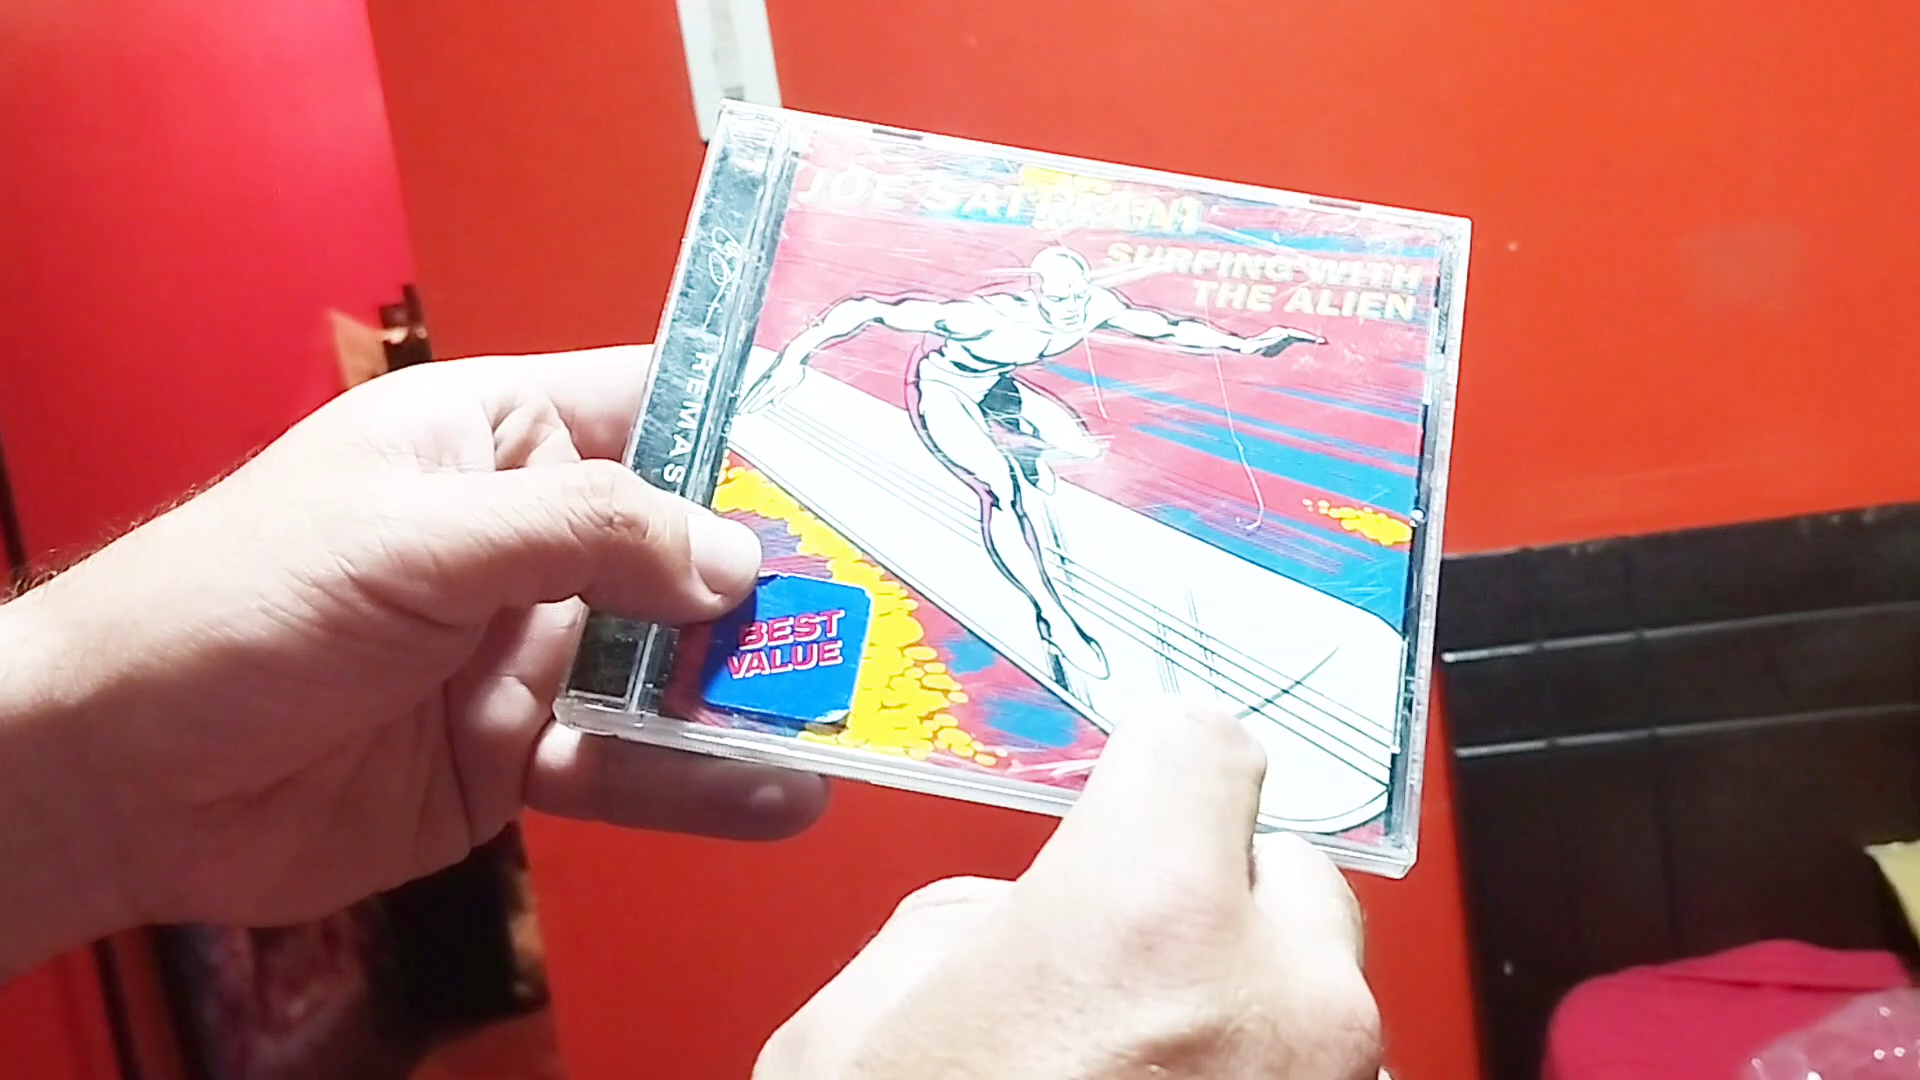 JOE SATRIANI
SURFING WITH
THE ALIEN
REMAS
BEST
VALUE